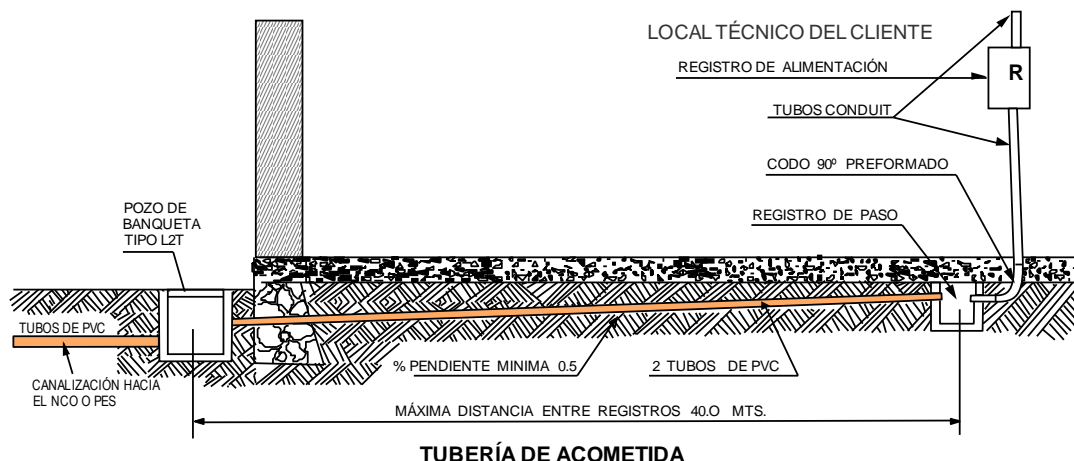 LOCAL TÉCNICO DEL CLIENTE
REGISTRO DE ALIMENTACIÓN
R
TUBOS CONDUIT
CODO 90º PREFORMADO
POZO DE
BANQUETA
TIPO L2T
REGISTRO DE PASO
TUBOS DE PVC
% PENDIENTE MINIMA 0.5
2 TUBOS DE PVC
CANALIZACIÓN HACIA
EL NCO O PES
MÁXIMA DISTANCIA ENTRE REGISTROS 40.O MTS.
TUBERÍA DE ACOMETIDA